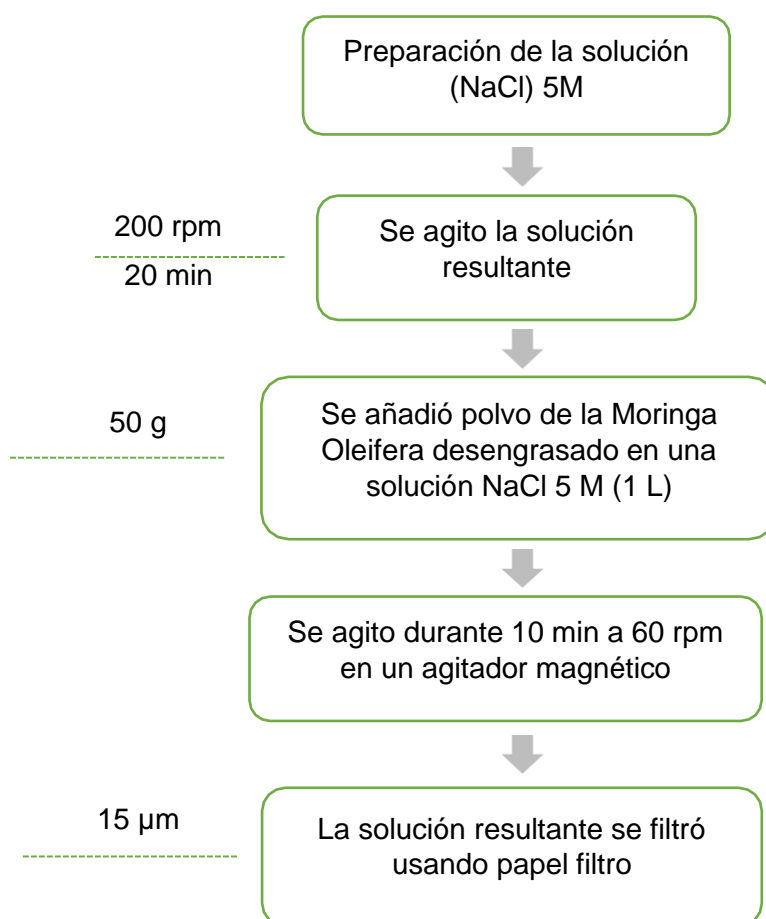 Preparación de la solución
(NaCl) 5M
200 rpm
20 min
Se agito la solución
resultante
50 g
Se añadió polvo de la Moringa
Oleifera desengrasado en una
solución NaCl 5 M (1 L)
Se agito durante 10 min a 60 rpm
en un agitador magnético
15 µm
La solución resultante se filtró
usando papel filtro